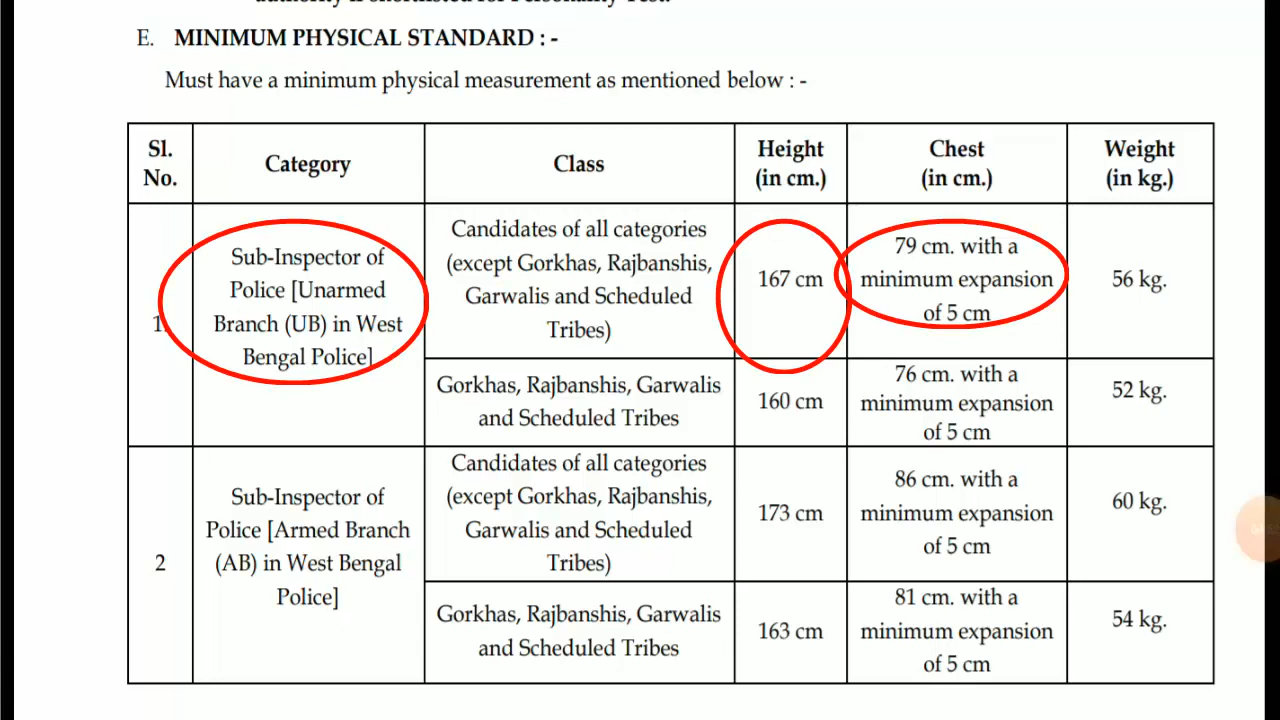 authority if shortlisted for Personality Test.
E. MINIMUM PHYSICAL STANDARD : -
Must have a minimum physical measurement as mentioned below : -
Sl.
No.
Category
Class
Height
(in cm.)
Chest
(in cm.)
Weight
(in kg.)
1.
Sub-Inspector of
Police [Unarmed
Branch (UB) in West
Bengal Police]
Candidates of all categories
(except Gorkhas, Rajbanshis,
Garwalis and Scheduled
Tribes)
167 cm
79 cm. with a
minimum expansion
of 5 cm
56 kg.
Gorkhas, Rajbanshis, Garwalis
and Scheduled Tribes
160 cm
76 cm. with a
minimum expansion
of 5 cm
52 kg.
2
Sub-Inspector of
Police [Armed Branch
(AB) in West Bengal
Police]
Candidates of all categories
(except Gorkhas, Rajbanshis,
Garwalis and Scheduled
Tribes)
173 cm
86 cm. with a
minimum expansion
of 5 cm
60 kg.
Gorkhas, Rajbanshis, Garwalis
and Scheduled Tribes
163 cm
81 cm. with a
minimum expansion
of 5 cm
54 kg.